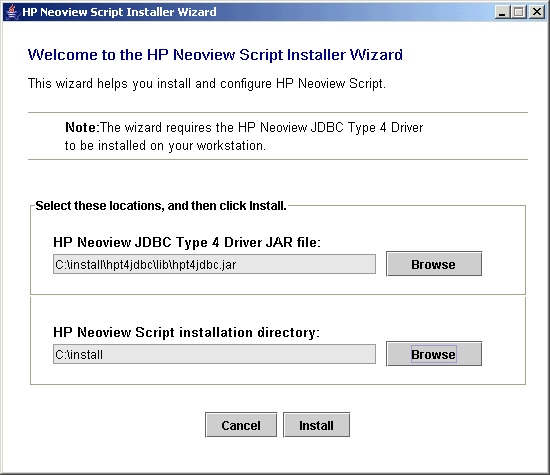 HP Neoview Script Installer Wizard
Welcome to the HP Neoview Script Installer Wizard
This wizard helps you install and configure HP Neoview Script.
Note:The wizard requires the HP Neoview JDBC Type 4 Driver
to be installed on your workstation.
Select these locations, and then click Install.
HP Neoview JDBC Type 4 Driver JAR file:
C:\install\hpt4jdbc\lib\hpt4jdbc.jar
Browse
HP Neoview Script installation directory:
C:\install
Browse
Cancel
Install